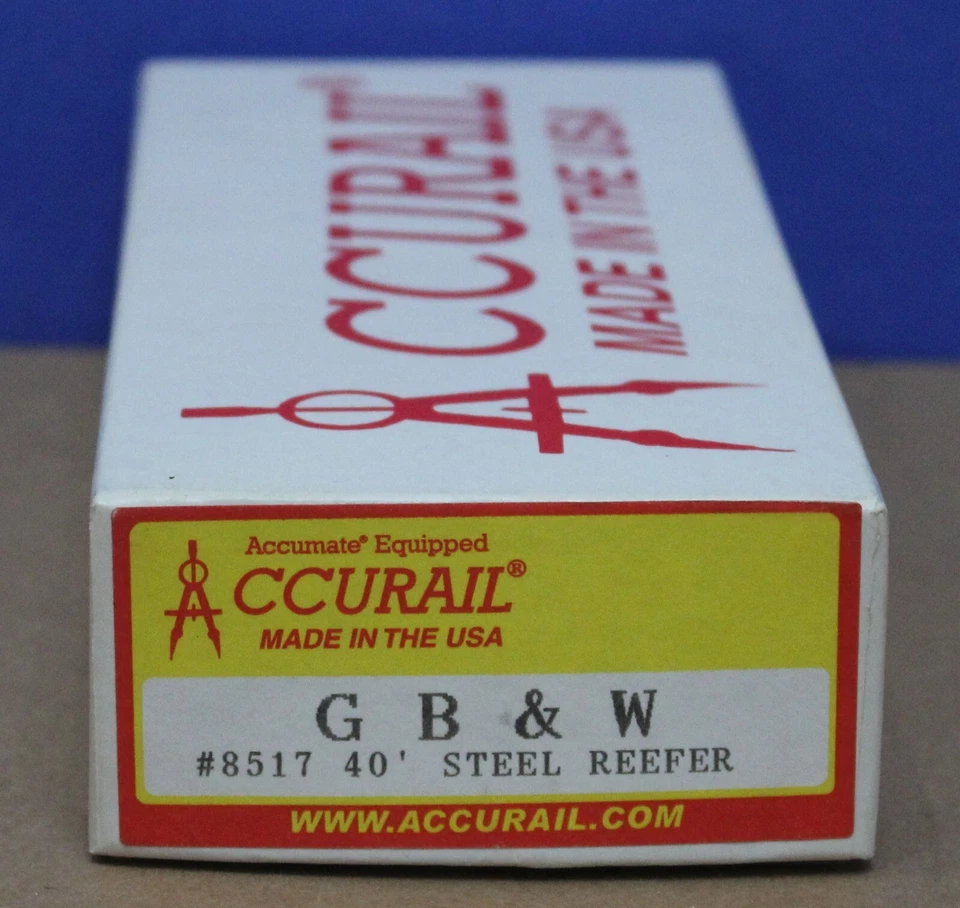 ACCURAIL®
MADE IN THE USA
Accumate® Equipped
ACCURAIL®
MADE IN THE USA
G B & W
#8517 40' STEEL REEFER
WWW.ACCURAIL.COM